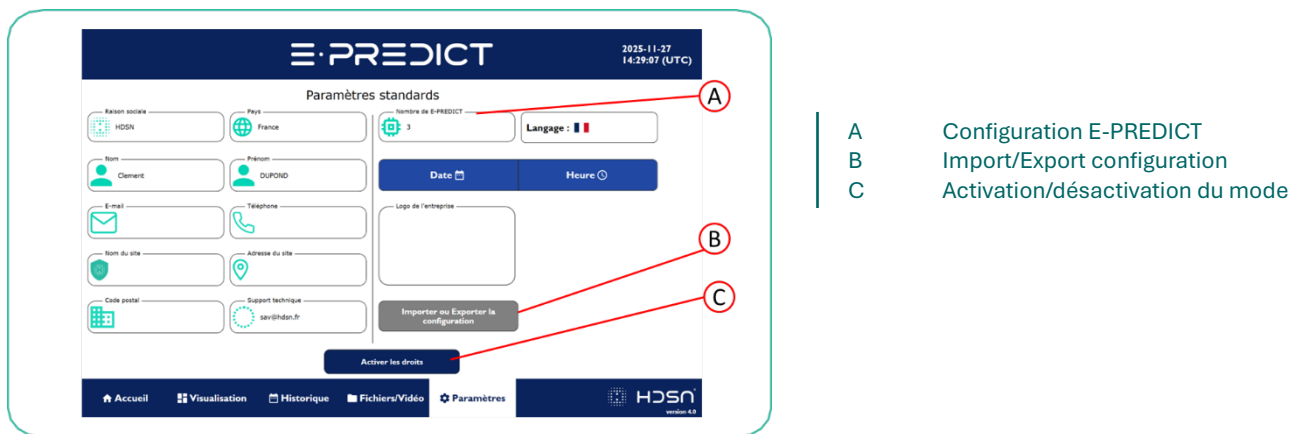 E·PREDICT
2025-11-27
14:29:07 (UTC)
Paramètres standards
A
Raison sociale
HDSN
Pays
France
Nombre de E-PREDICT
3
Langage :
Nom
Clement
Prénom
DUPOND
Date
Heure
E-mail
Téléphone
Logo de l'entreprise
B
Nom du site
Adresse du site
C
Code postal
Support technique
sav@hdsn.fr
Importer ou Exporter la
configuration
Activer les droits
Accueil
Visualisation
Historique
Fichiers/Vidéo
Paramètres
HDSN
version 4.0
A Configuration E-PREDICT
B Import/Export configuration
C Activation/désactivation du mode